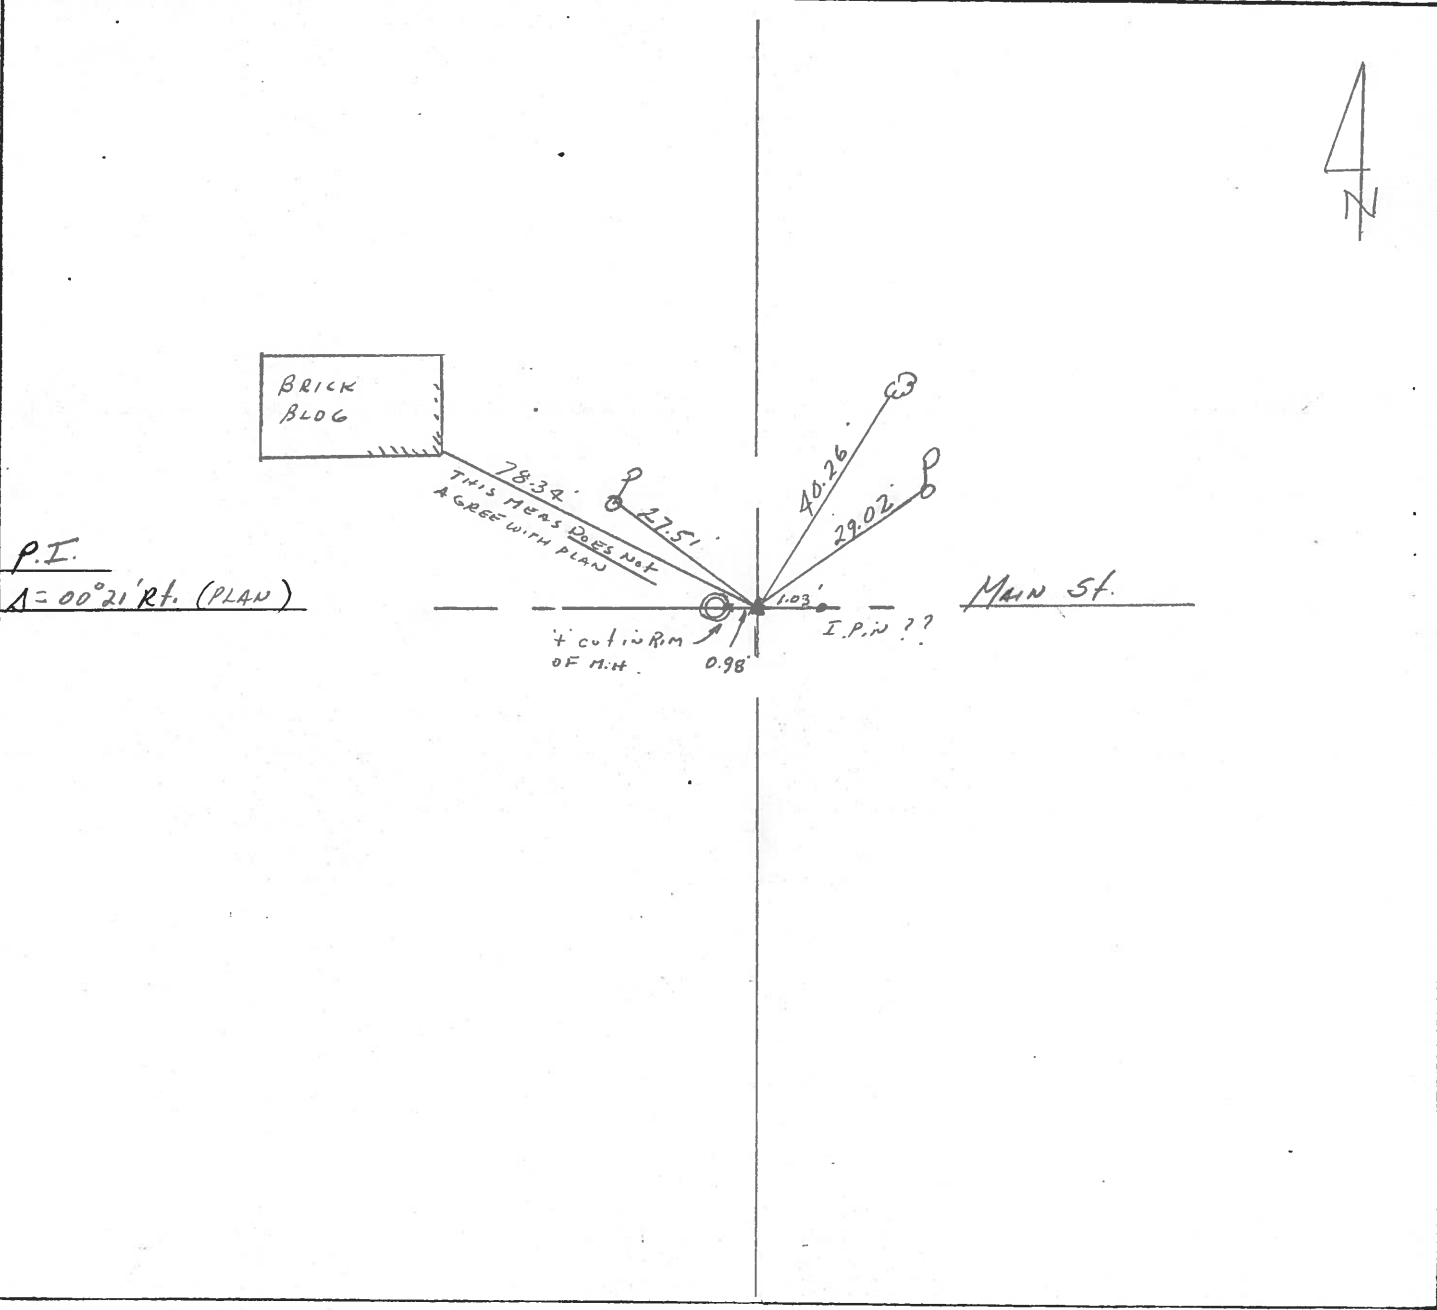 N
BRICK
BLDG
78.34'
THIS MEAS DOES NOT
AGREE WITH PLAN
27.51'
40.26'
29.02'
P.I.
Δ = 00°21' Rt. (PLAN)
1.03'
MAIN St.
I.PIN ??
+ cut in RIM
OF M.H.
0.98'